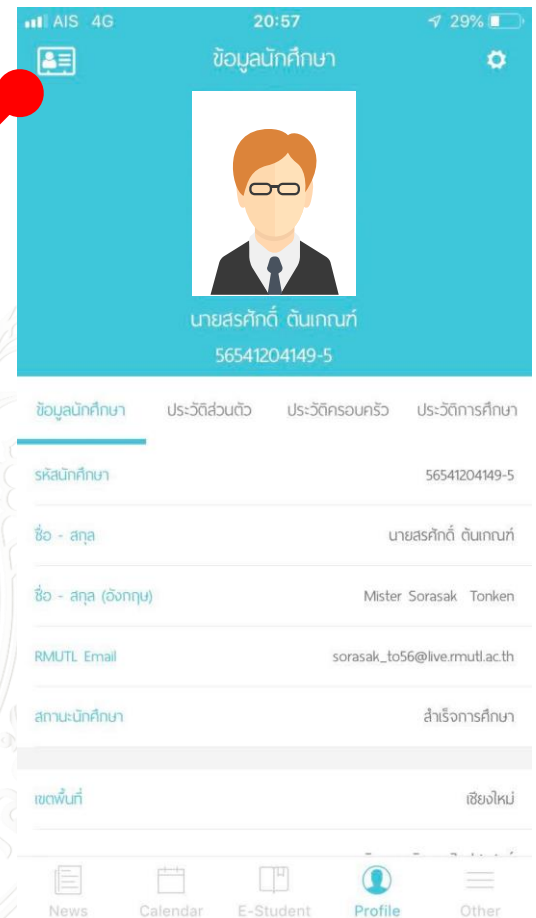 AIS 4G 20:57 29%
ข้อมูลนักศึกษา
นายสรศักดิ์ ต้นเกณฑ์
56541204149-5
ข้อมูลนักศึกษา ประวัติส่วนตัว ประวัติครอบครัว ประวัติการศึกษา
รหัสนักศึกษา 56541204149-5
ชื่อ - สกุล นายสรศักดิ์ ต้นเกณฑ์
ชื่อ - สกุล (อังกฤษ) Mister Sorasak Tonken
RMUTL Email sorasak_to56@live.rmutl.ac.th
สถานะนักศึกษา สำเร็จการศึกษา
เขตพื้นที่ เชียงใหม่
News Calendar E-Student Profile Other